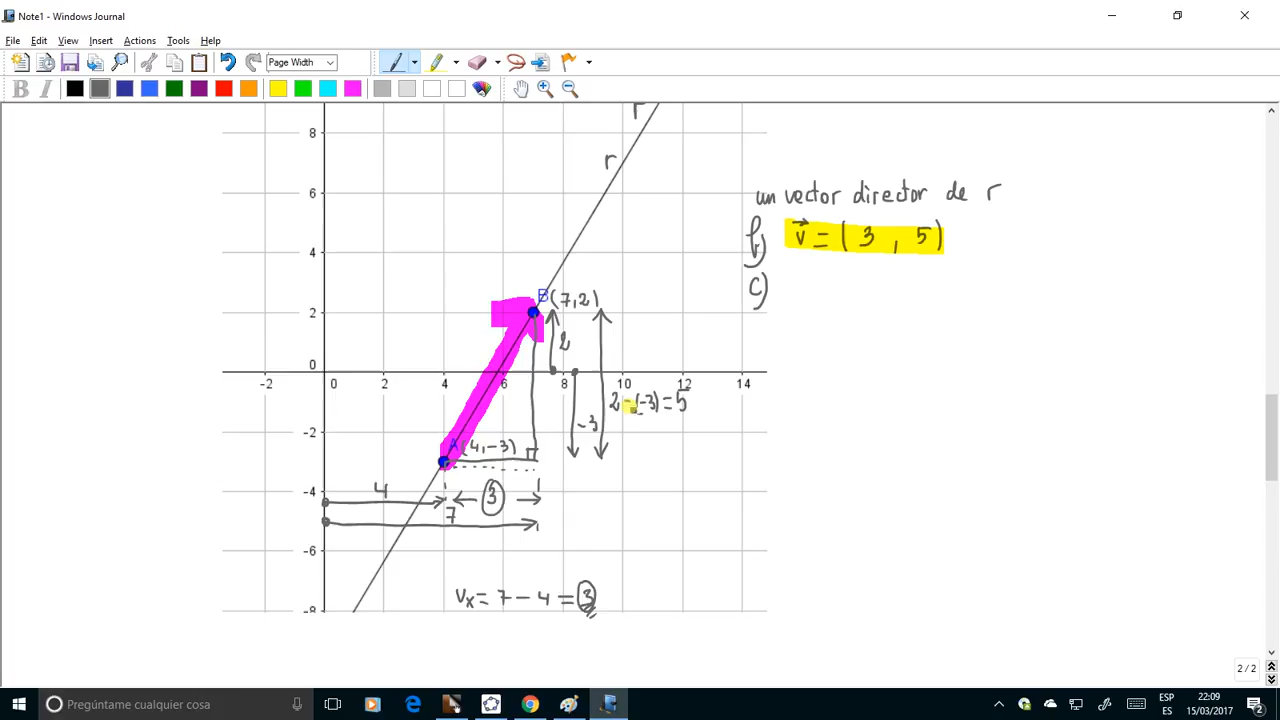 Note1 - Windows Journal
File Edit View Insert Actions Tools Help
Page Width
B I
8
r
r
6
un vector director de r
v = ( 3 , 5)
b)
4
c)
B(7,2)
2
2
0
-2 0 2 4 6 8 10 12 14
2-(-3)=5
-3
-2
A(4,-3)
-4
4
3
7
-6
Vx = 7 - 4 = 3
-8
2 / 2
Pregúntame cualquier cosa
ESP
ES
22:09
15/03/2017
2